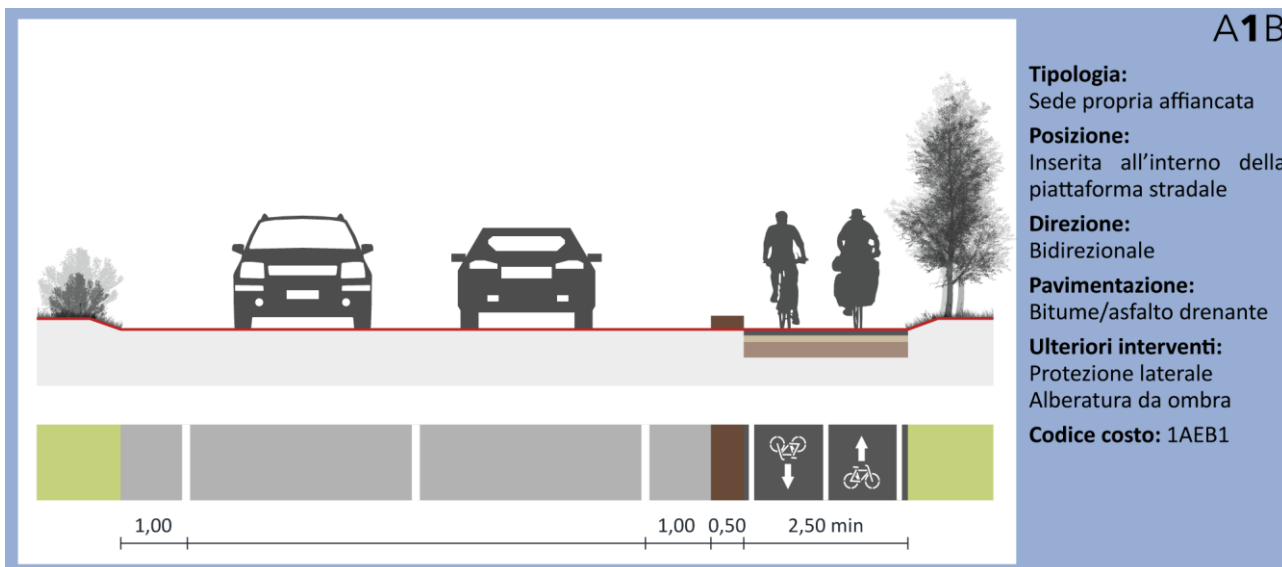 A1B
Tipologia:
Sede propria affiancata
Posizione:
Inserita all'interno della
piattaforma stradale
Direzione:
Bidirezionale
Pavimentazione:
Bitume/asfalto drenante
Ulteriori interventi:
Protezione laterale
Alberatura da ombra
Codice costo: 1AEB1
1,00 1,00 0,50 2,50 min